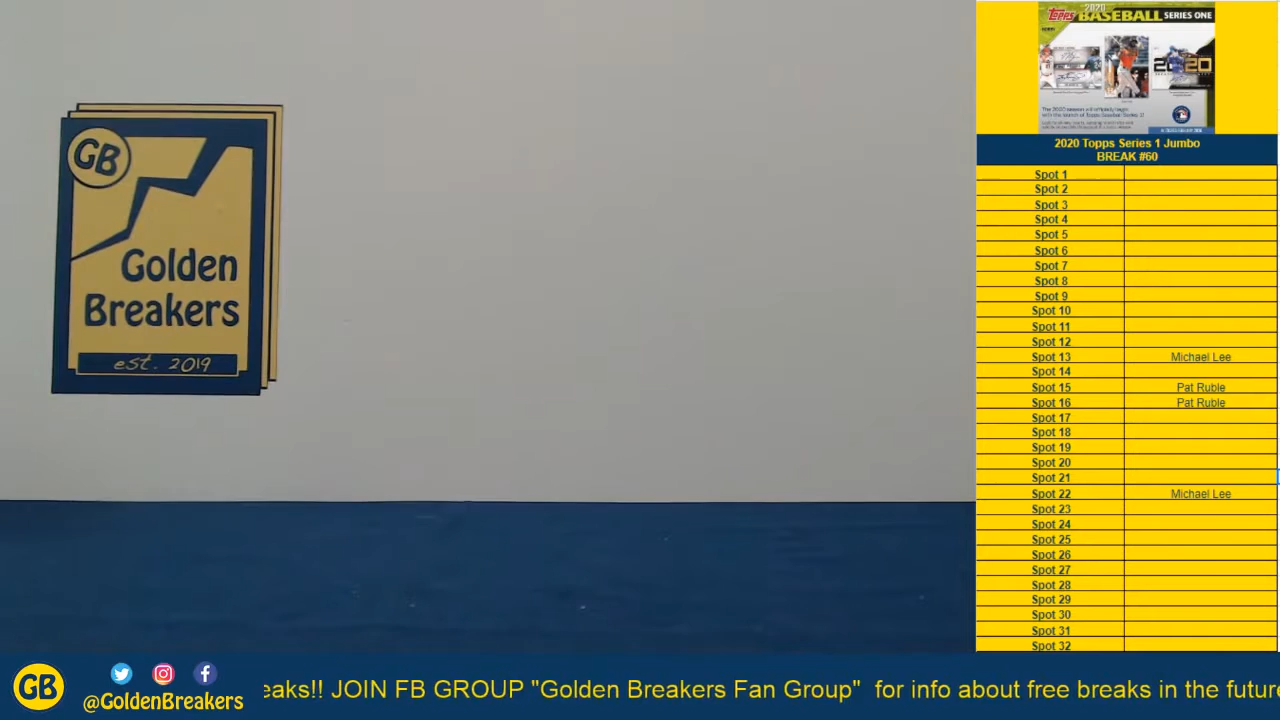 GB
Golden
Breakers
est. 2019
Topps 2020 BASEBALL SERIES ONE
2020
2020 Topps Series 1 Jumbo
BREAK #60
Spot 1
Spot 2
Spot 3
Spot 4
Spot 5
Spot 6
Spot 7
Spot 8
Spot 9
Spot 10
Spot 11
Spot 12
Spot 13 Michael Lee
Spot 14
Spot 15 Pat Ruble
Spot 16 Pat Ruble
Spot 17
Spot 18
Spot 19
Spot 20
Spot 21
Spot 22 Michael Lee
Spot 23
Spot 24
Spot 25
Spot 26
Spot 27
Spot 28
Spot 29
Spot 30
Spot 31
Spot 32
GB
@GoldenBreakers
eaks!! JOIN FB GROUP "Golden Breakers Fan Group" for info about free breaks in the future